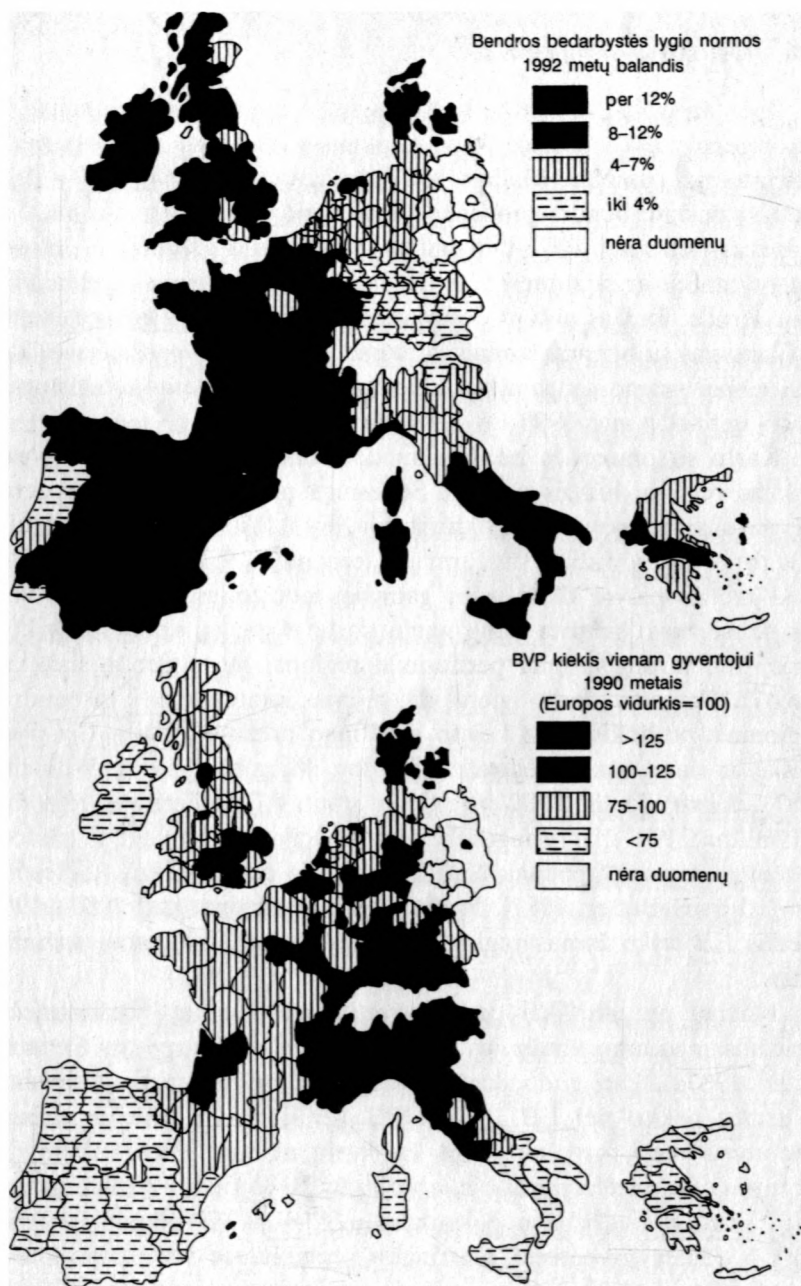 Bendros bedarbystės lygio normos
1992 metų balandis
per 12%
8–12%
4–7%
iki 4%
nėra duomenų
BVP kiekis vienam gyventojui
1990 metais
(Europos vidurkis=100)
>125
100–125
75–100
<75
nėra duomenų